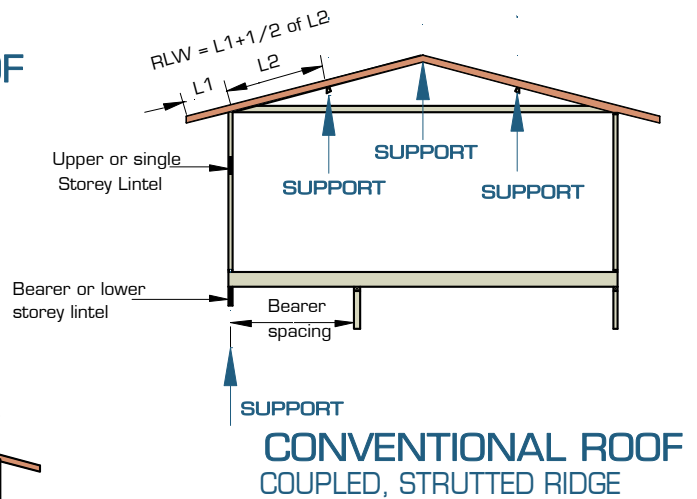 OF
RLW = L1+1/2 of L2
L1
L2
SUPPORT
SUPPORT
SUPPORT
Upper or single
Storey Lintel
Bearer or lower
storey lintel
Bearer
spacing
SUPPORT
CONVENTIONAL ROOF
COUPLED, STRUTTED RIDGE